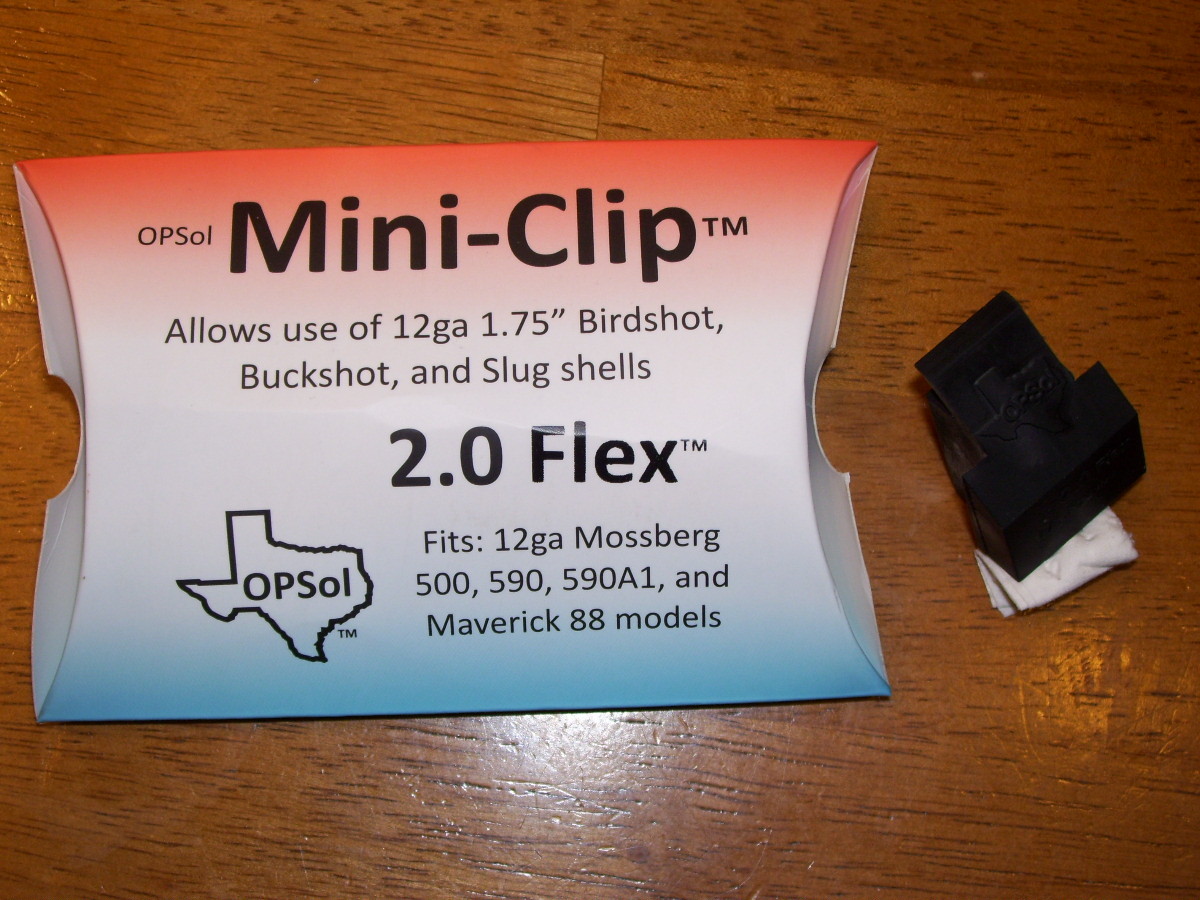 OPSol Mini-Clip™
Allows use of 12ga 1.75” Birdshot,
Buckshot, and Slug shells
2.0 Flex™
OPSol
™
Fits: 12ga Mossberg
500, 590, 590A1, and
Maverick 88 models
OPSol